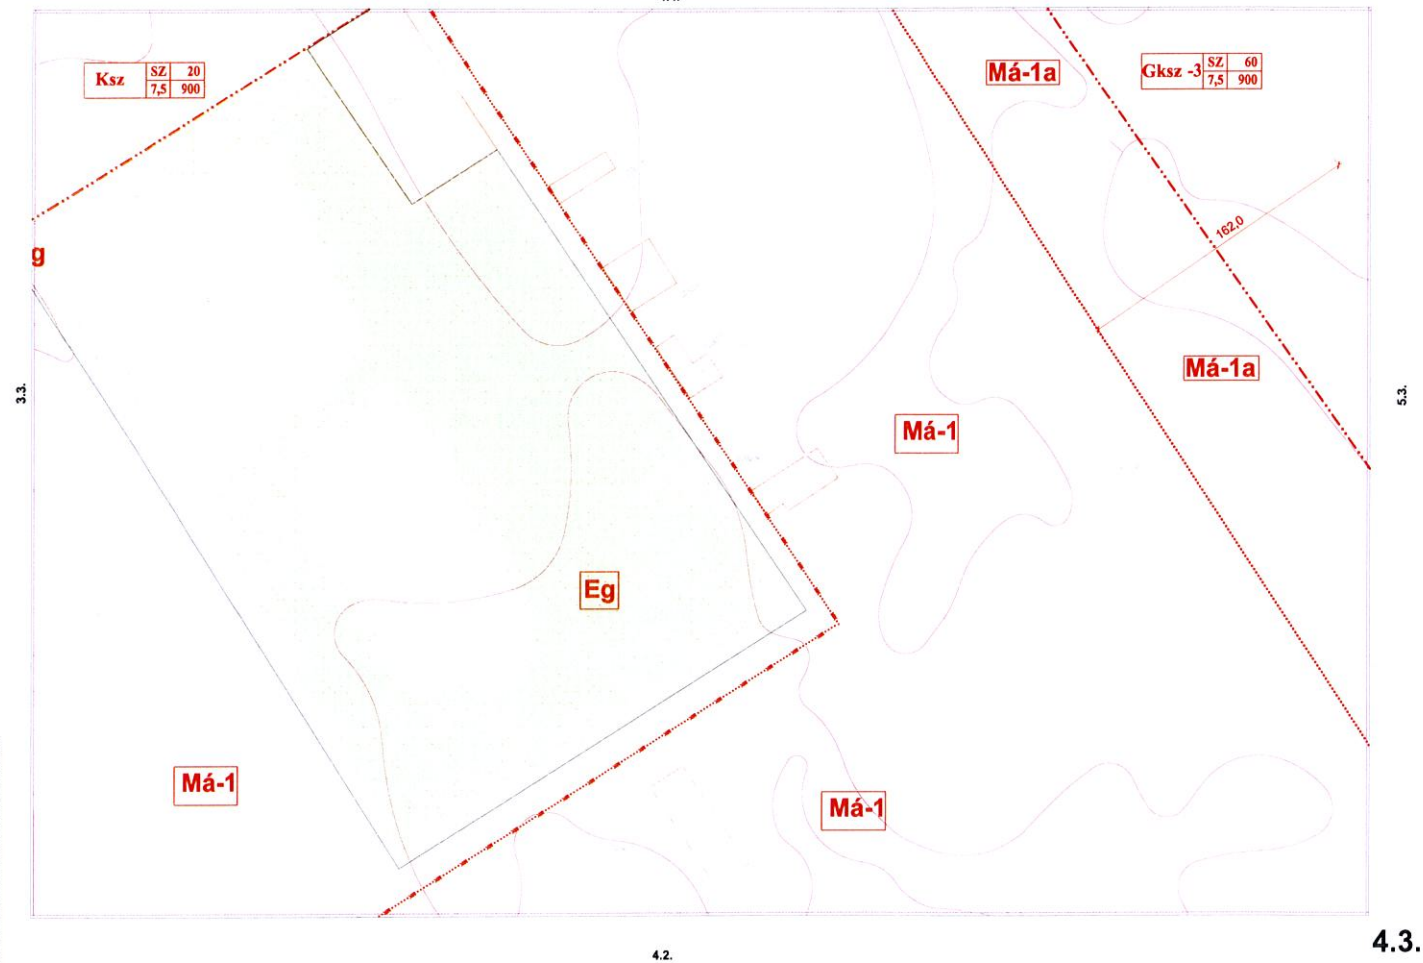 Ksz
SZ 20
7,5 900
Má-1a
Gksz -3
SZ 60
7,5 900
162,0
g
Má-1a
3.3.
5.3.
Má-1
Eg
Má-1
Má-1
4.3.
4.2.